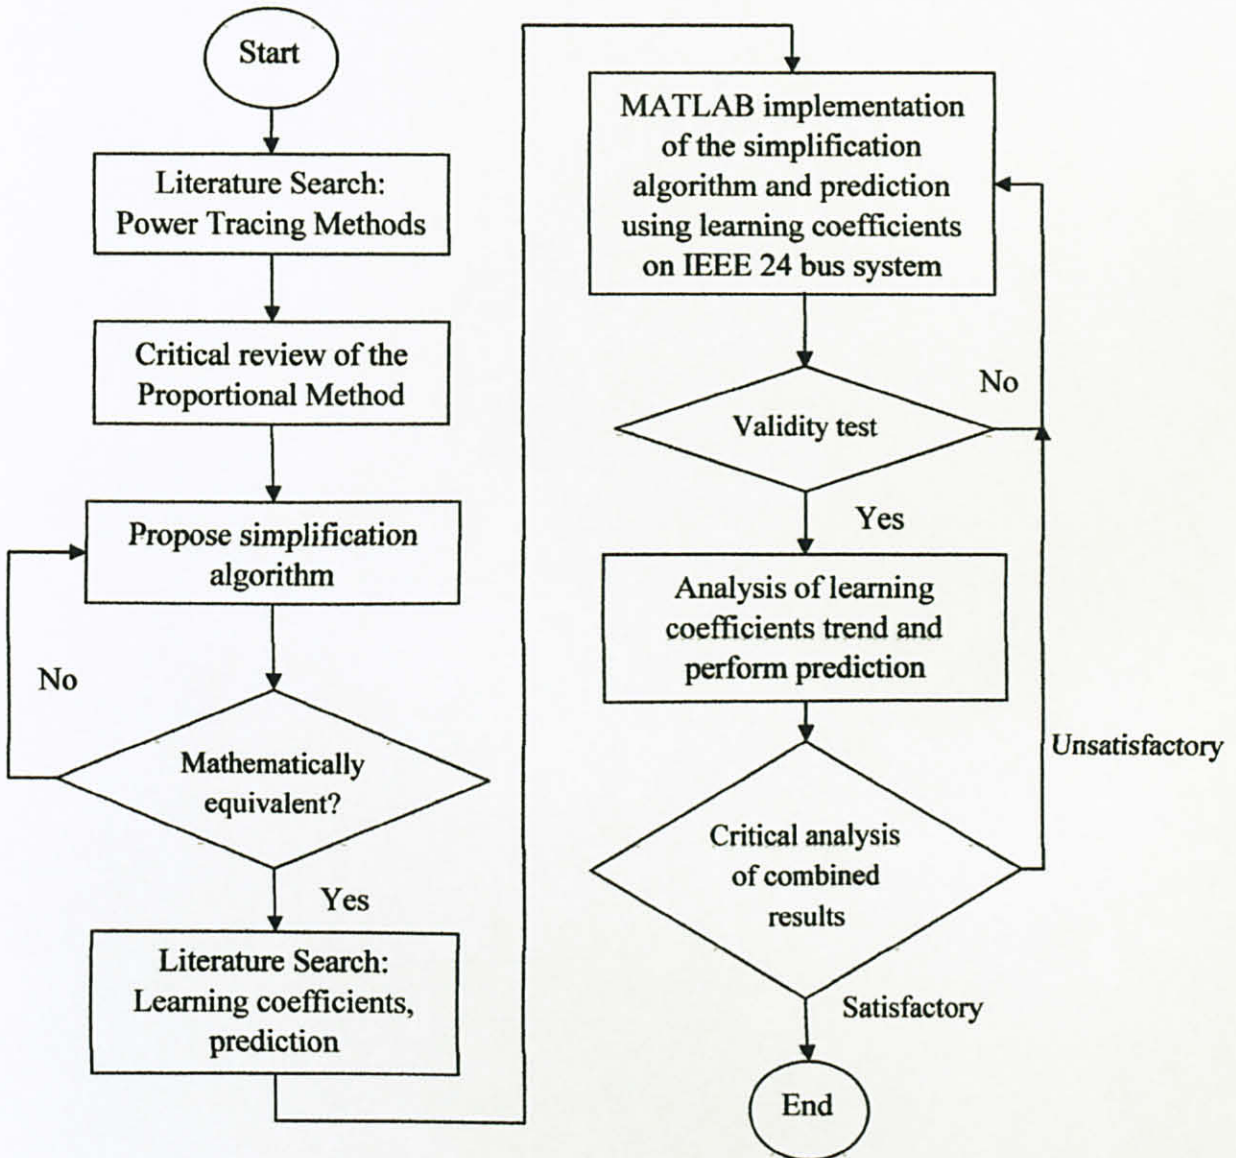 Start
Literature Search:
Power Tracing Methods
Critical review of the
Proportional Method
Propose simplification
algorithm
No
Mathematically
equivalent?
Yes
Literature Search:
Learning coefficients,
prediction
MATLAB implementation
of the simplification
algorithm and prediction
using learning coefficients
on IEEE 24 bus system
No
Validity test
Yes
Analysis of learning
coefficients trend and
perform prediction
Unsatisfactory
Critical analysis
of combined
results
Satisfactory
End